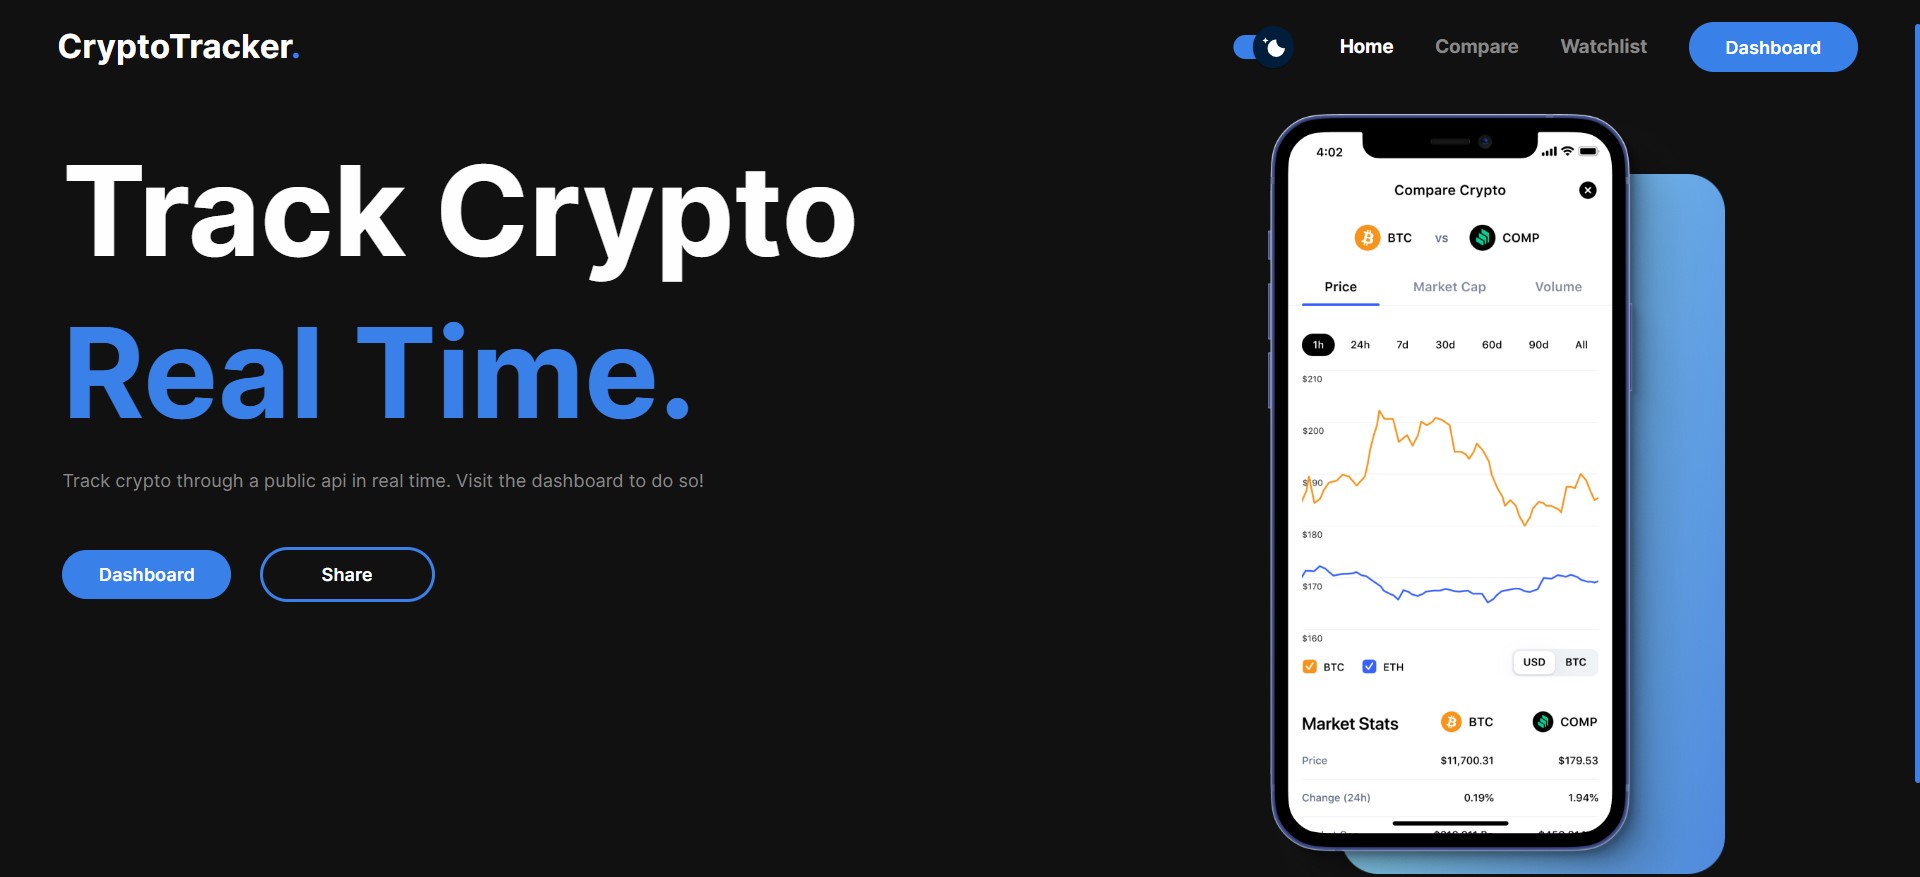 CryptoTracker.
Home Compare Watchlist Dashboard
Track Crypto
Real Time.
Track crypto through a public api in real time. Visit the dashboard to do so!
Dashboard Share
4:02
Compare Crypto
BTC vs COMP
Price Market Cap Volume
1h 24h 7d 30d 60d 90d All
$210
$200
$190
$180
$170
$160
BTC ETH USD BTC
Market Stats BTC COMP
Price $11,700.31 $179.53
Change (24h) 0.19% 1.94%